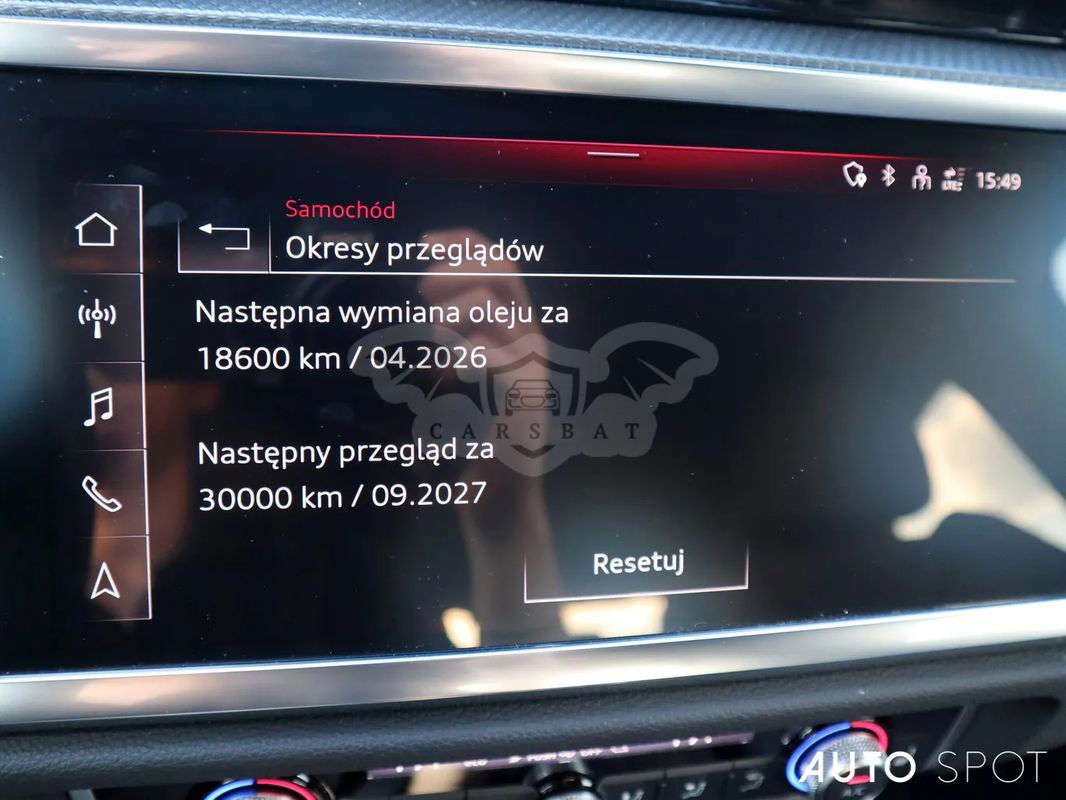 15:49
Samochód
Okresy przeglądów
Następna wymiana oleju za
18600 km / 04.2026
CARSBAT
Następny przegląd za
30000 km / 09.2027
Resetuj
A/C
AUTO SPOT